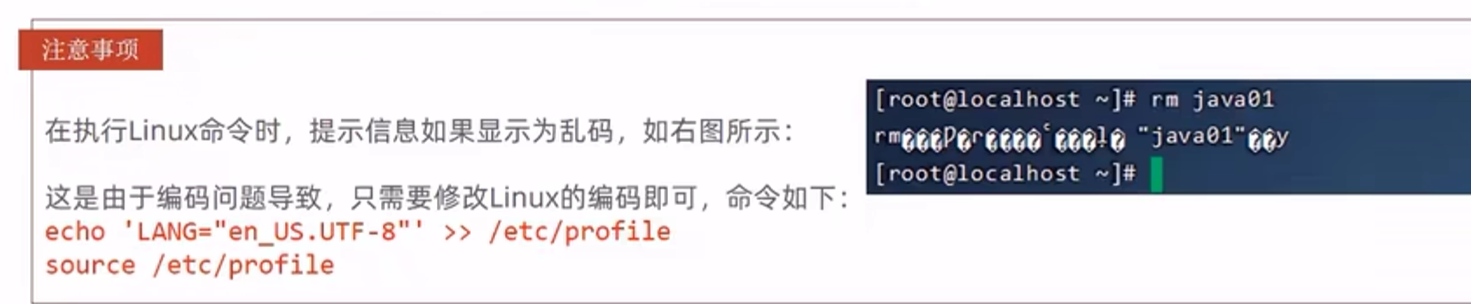 注意事项
在执行Linux命令时，提示信息如果显示为乱码，如右图所示：
这是由于编码问题导致，只需要修改Linux的编码即可，命令如下：
echo 'LANG="en_US.UTF-8"' >> /etc/profile
source /etc/profile
[root@localhost ~]# rm java01
rm���Dˈ�r����ʿ���ļ� "java01"��y
[root@localhost ~]#